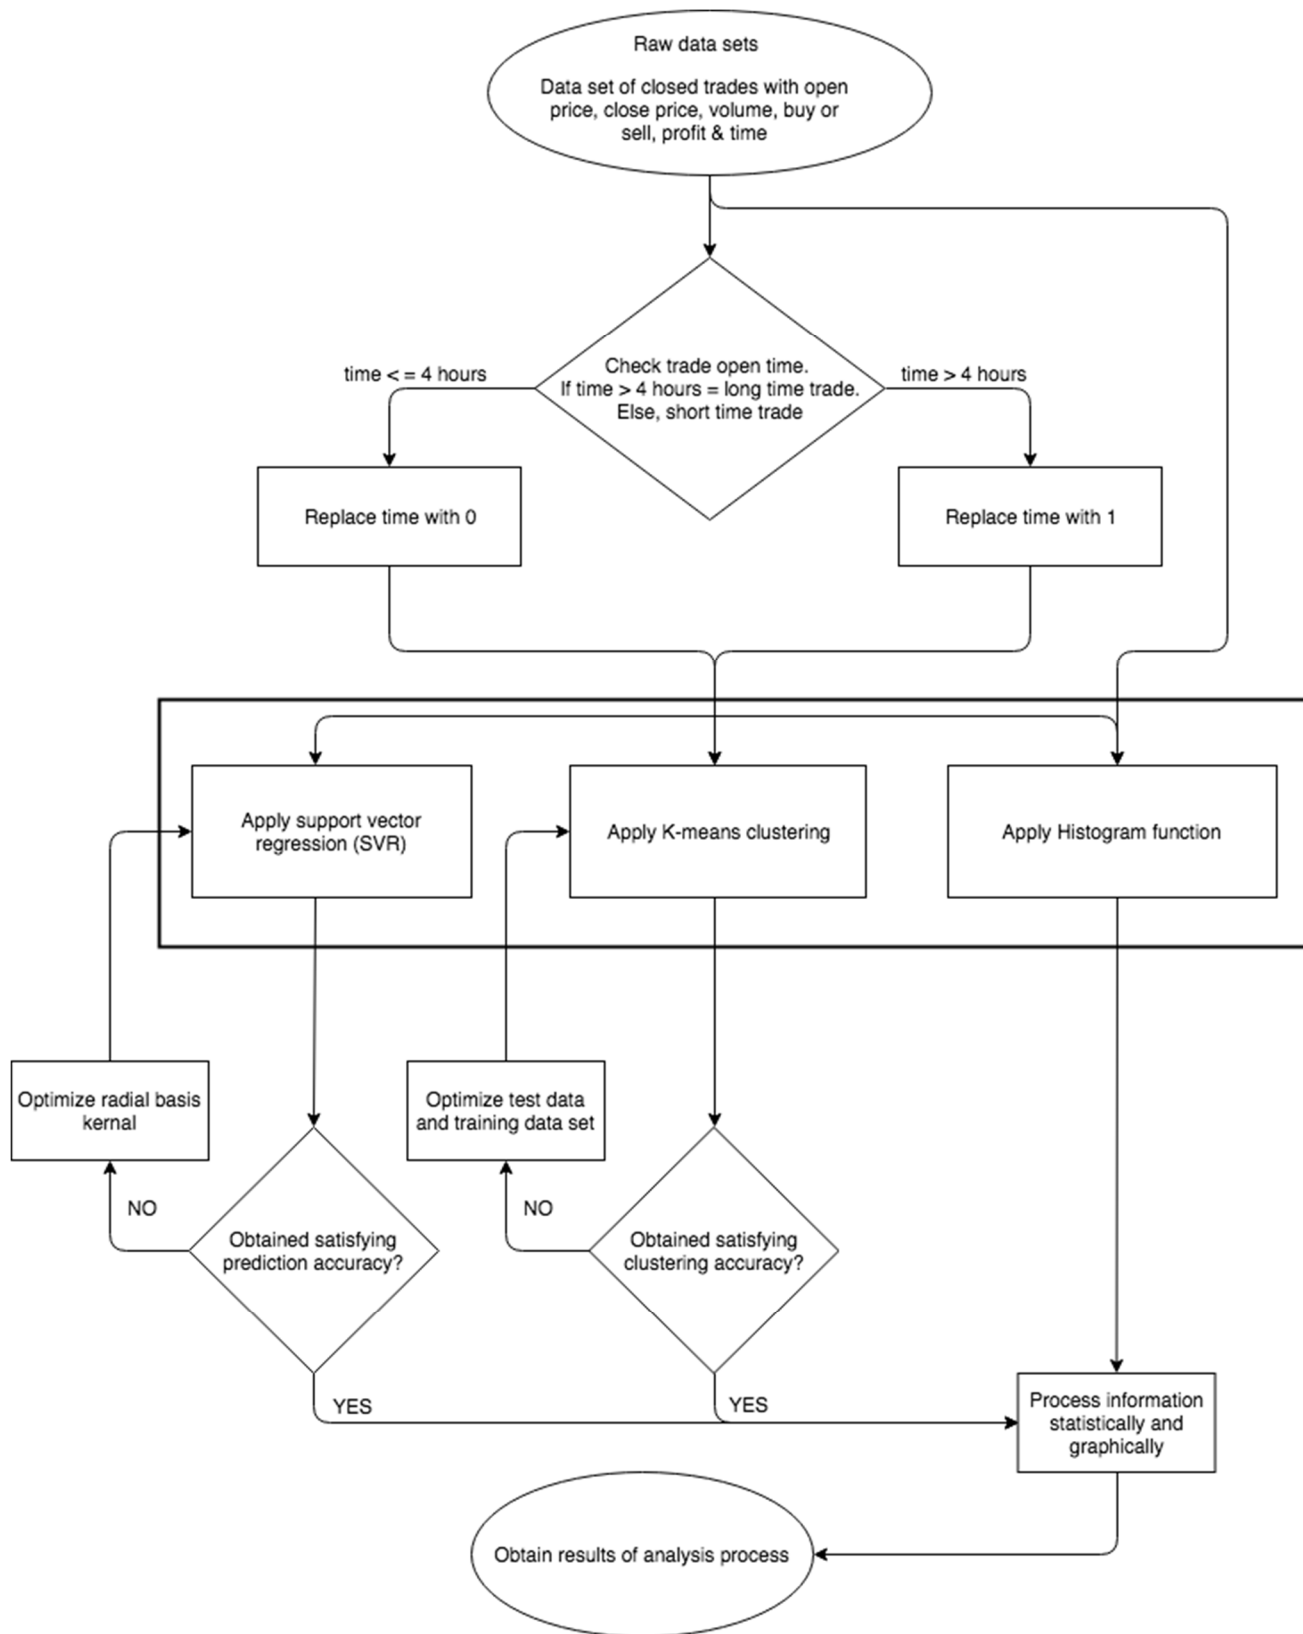 Raw data sets
Data set of closed trades with open
price, close price, volume, buy or
sell, profit & time
time < = 4 hours
Check trade open time.
If time > 4 hours = long time trade.
Else, short time trade
time > 4 hours
Replace time with 0
Replace time with 1
Apply support vector
regression (SVR)
Apply K-means clustering
Apply Histogram function
Optimize radial basis
kernal
Optimize test data
and training data set
NO
NO
Obtained satisfying
prediction accuracy?
Obtained satisfying
clustering accuracy?
YES
YES
Process information
statistically and
graphically
Obtain results of analysis process